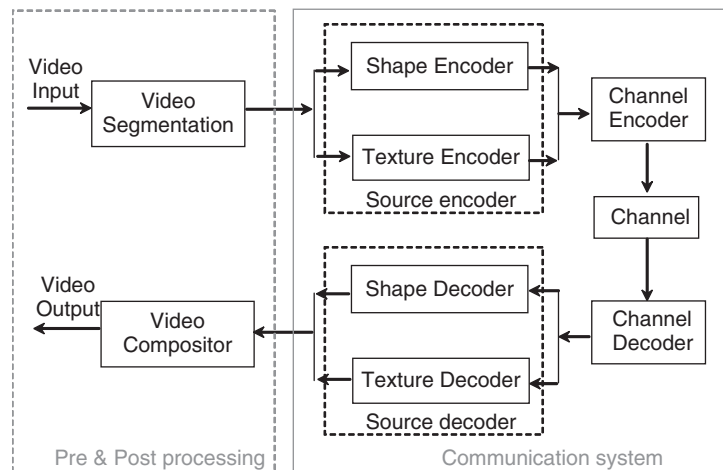 Video
Input
Video
Segmentation
Shape Encoder
Texture Encoder
Source encoder
Channel
Encoder
Channel
Channel
Decoder
Shape Decoder
Texture Decoder
Source decoder
Video
Compositor
Video
Output
Pre & Post processing
Communication system